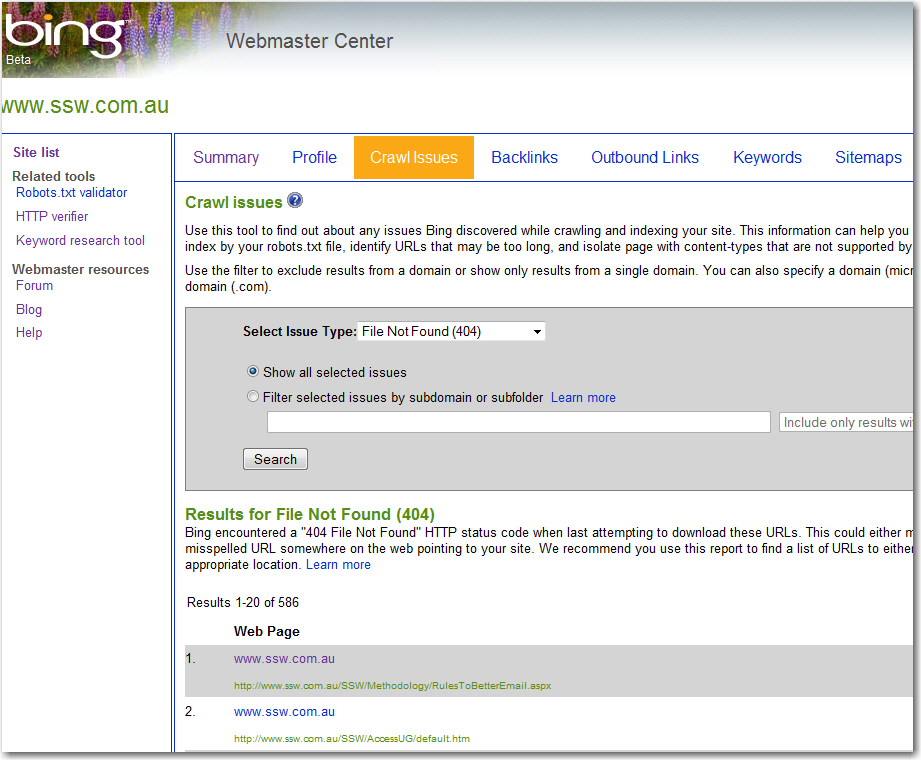 bing™
Beta
Webmaster Center
www.ssw.com.au
Site list
Related tools
Robots.txt validator
HTTP verifier
Keyword research tool
Webmaster resources
Forum
Blog
Help
Summary Profile Crawl Issues Backlinks Outbound Links Keywords Sitemaps
Crawl issues ?
Use this tool to find out about any issues Bing discovered while crawling and indexing your site. This information can help you
index by your robots.txt file, identify URLs that may be too long, and isolate page with content-types that are not supported by
Use the filter to exclude results from a domain or show only results from a single domain. You can also specify a domain (micr
domain (.com).
Select Issue Type: File Not Found (404)
Show all selected issues
Filter selected issues by subdomain or subfolder Learn more
Include only results wi
Search
Results for File Not Found (404)
Bing encountered a "404 File Not Found" HTTP status code when last attempting to download these URLs. This could either m
misspelled URL somewhere on the web pointing to your site. We recommend you use this report to find a list of URLs to either
appropriate location. Learn more
Results 1-20 of 586
Web Page
1. www.ssw.com.au
http://www.ssw.com.au/SSW/Methodology/RulesToBetterEmail.aspx
2. www.ssw.com.au
http://www.ssw.com.au/SSW/AccessUG/default.htm